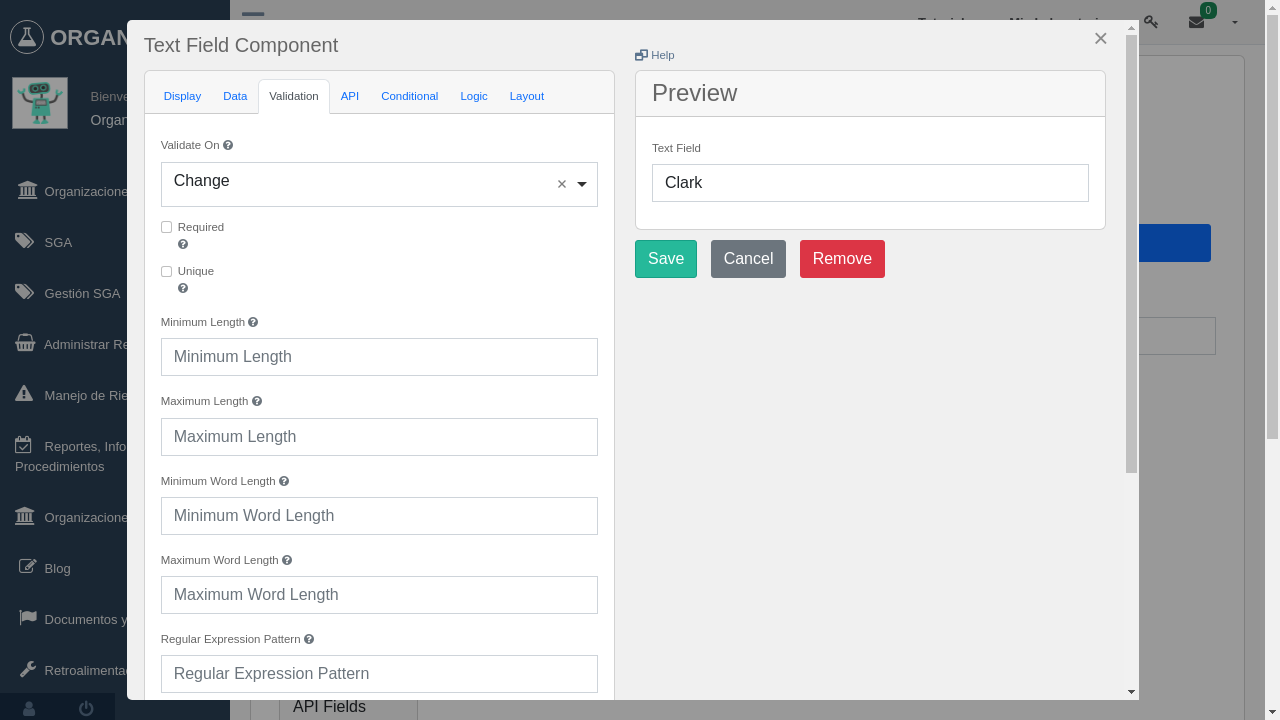 ORGAN
0
Bienve
Organ
Organizacione
SGA
Gestión SGA
Administrar Re
Manejo de Rie
Reportes, Info
Procedimientos
Organizacione
Blog
Documentos y
Retroalimentac
Text Field Component
×
Help
Display
Data
Validation
API
Conditional
Logic
Layout
Validate On
Change
×
Required
Unique
Minimum Length
Minimum Length
Maximum Length
Maximum Length
Minimum Word Length
Minimum Word Length
Maximum Word Length
Maximum Word Length
Regular Expression Pattern
Regular Expression Pattern
Preview
Text Field
Clark
Save
Cancel
Remove
API Fields